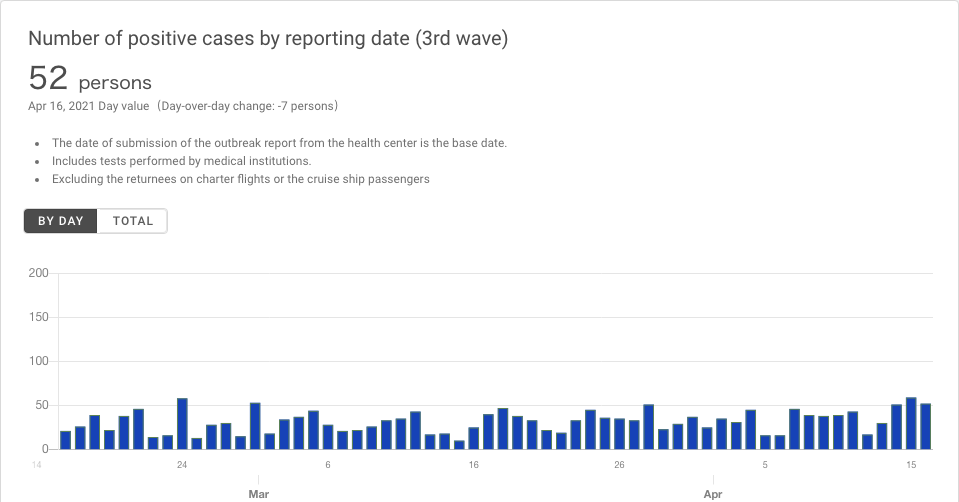 Number of positive cases by reporting date (3rd wave)
52 persons
Apr 16, 2021 Day value（Day-over-day change: -7 persons）
• The date of submission of the outbreak report from the health center is the base date.
• Includes tests performed by medical institutions.
• Excluding the returnees on charter flights or the cruise ship passengers
BY DAY TOTAL
200
150
100
50
0
14 24 6 16 26 5 15
Mar Apr